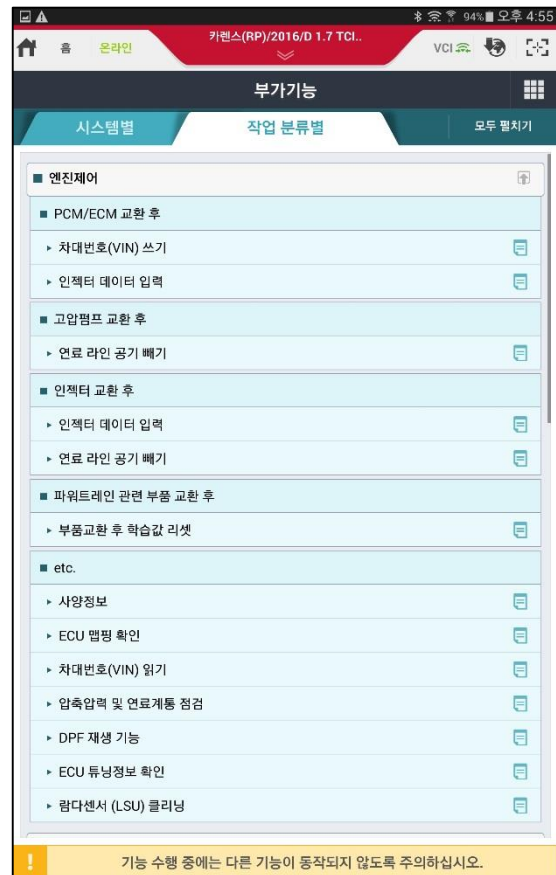 94% 오후 4:55
홈 온라인 카렌스(RP)/2016/D 1.7 TCI.. VCI
부가기능
시스템별 작업 분류별 모두 펼치기
엔진제어
PCM/ECM 교환 후
차대번호(VIN) 쓰기
인젝터 데이터 입력
고압펌프 교환 후
연료 라인 공기 빼기
인젝터 교환 후
인젝터 데이터 입력
연료 라인 공기 빼기
파워트레인 관련 부품 교환 후
부품교환 후 학습값 리셋
etc.
사양정보
ECU 맵핑 확인
차대번호(VIN) 읽기
압축압력 및 연료계통 점검
DPF 재생 기능
ECU 튜닝정보 확인
람다센서 (LSU) 클리닝
기능 수행 중에는 다른 기능이 동작되지 않도록 주의하십시오.